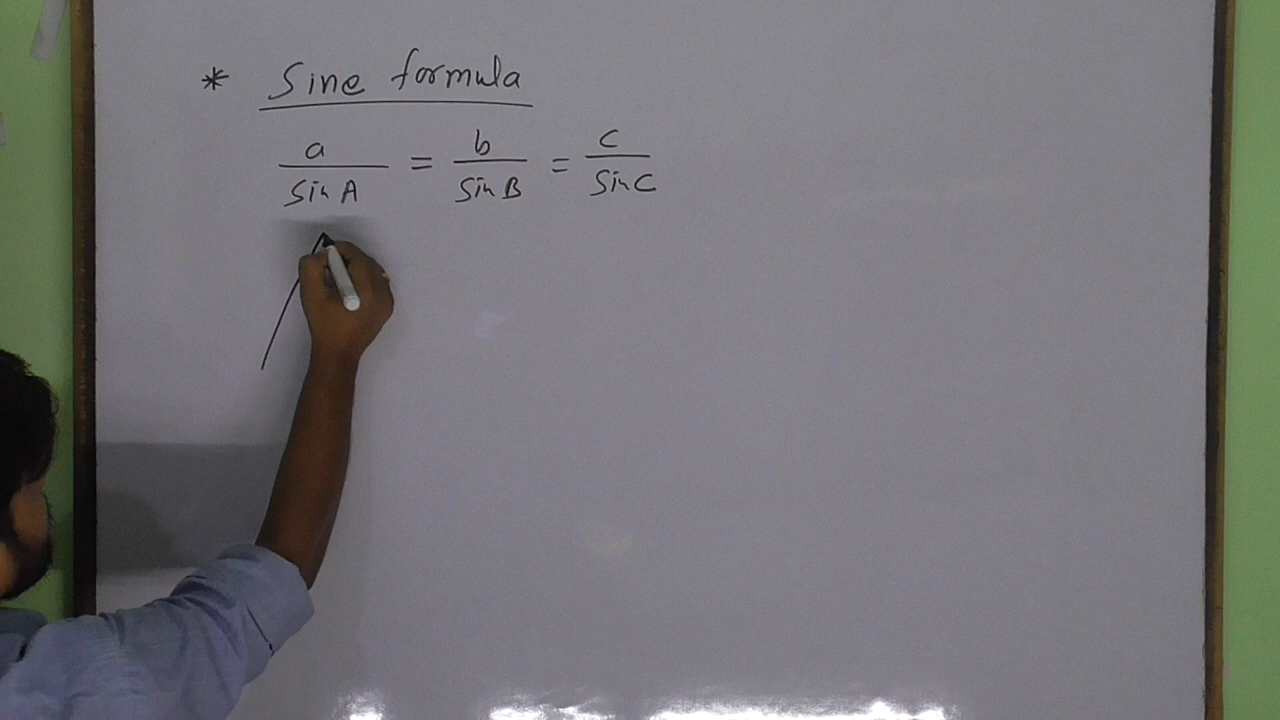 * Sine formula
a/Sin A = b/Sin B = c/Sin C